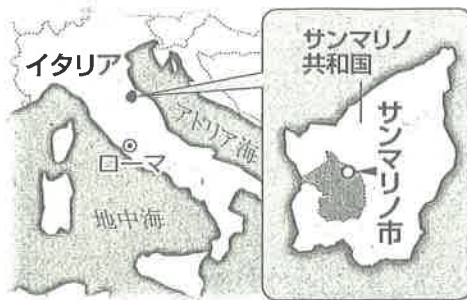 イタリア
アドリア海
ローマ
地中海
サンマリノ
共和国
サンマリノ市